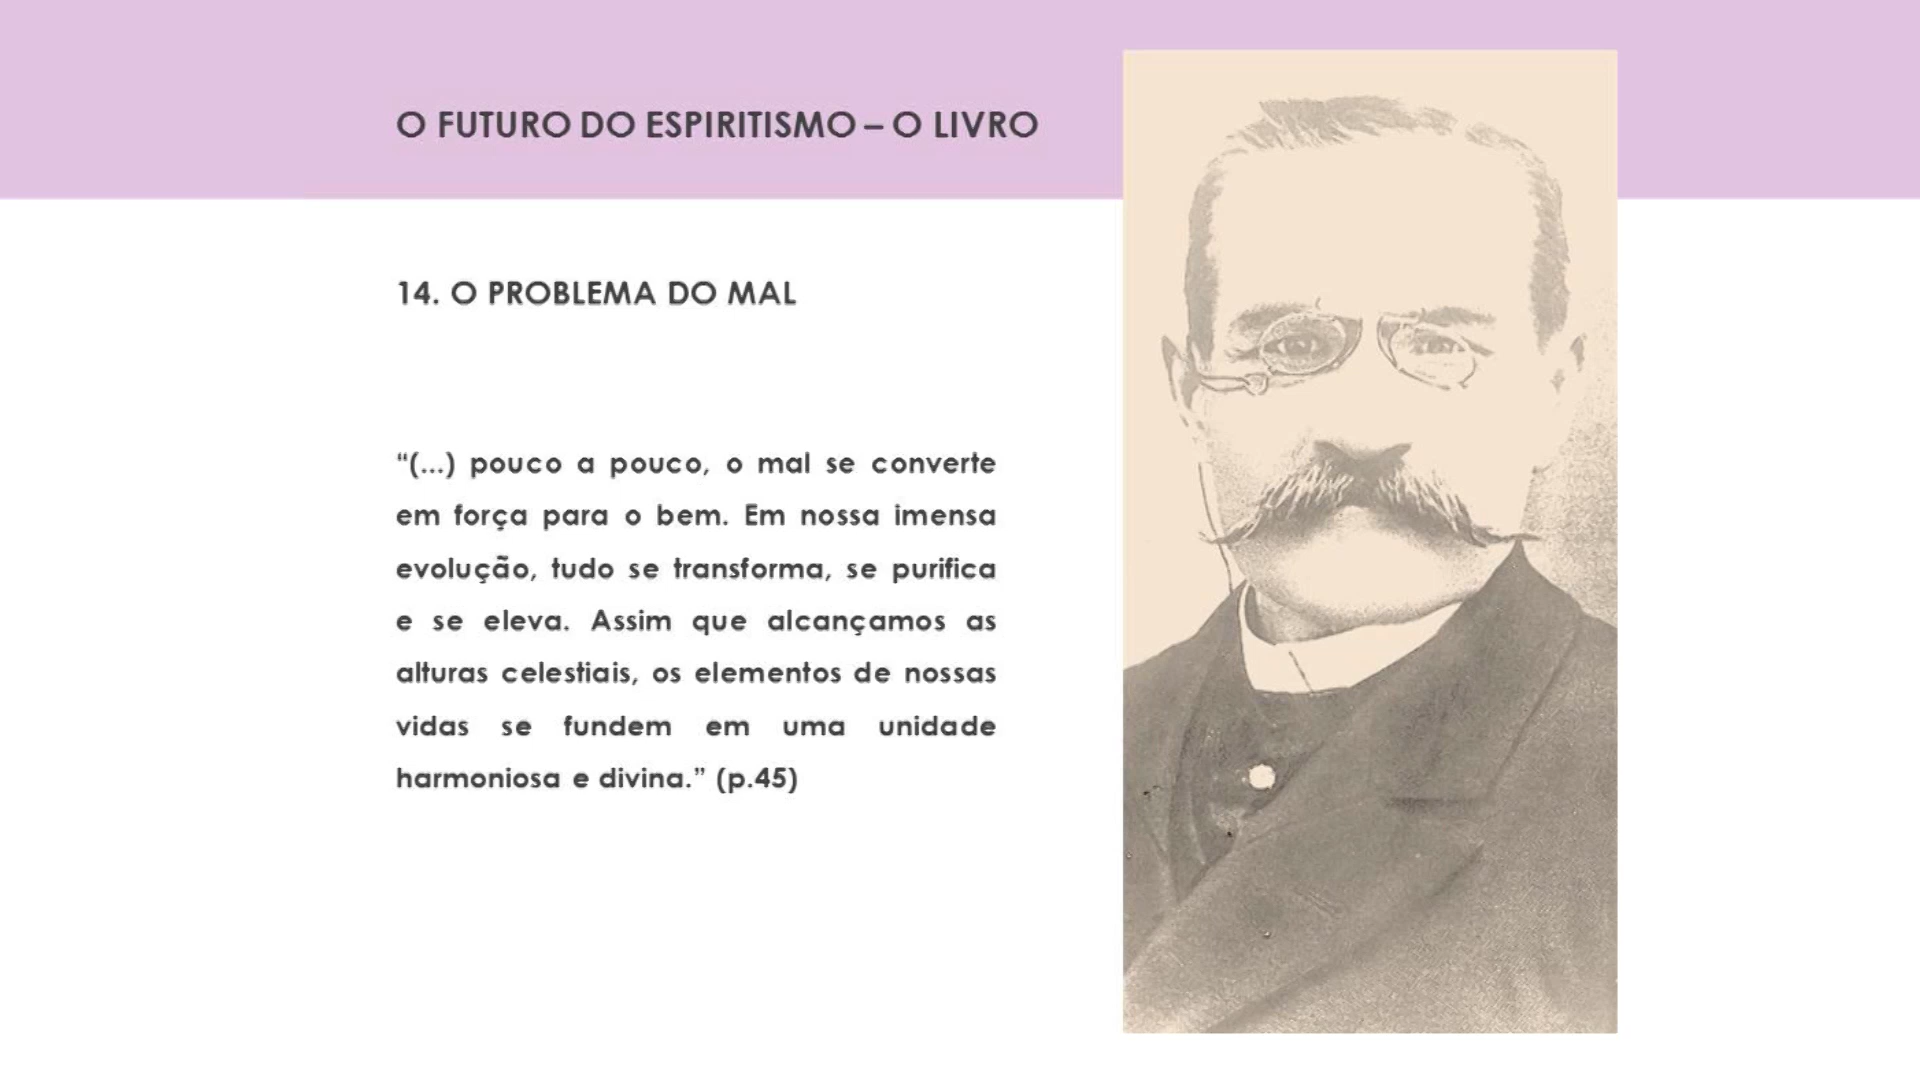 O FUTURO DO ESPIRITISMO – O LIVRO
14. O PROBLEMA DO MAL
“(...) pouco a pouco, o mal se converte
em força para o bem. Em nossa imensa
evolução, tudo se transforma, se purifica
e se eleva. Assim que alcançamos as
alturas celestiais, os elementos de nossas
vidas se fundem em uma unidade
harmoniosa e divina.” (p.45)